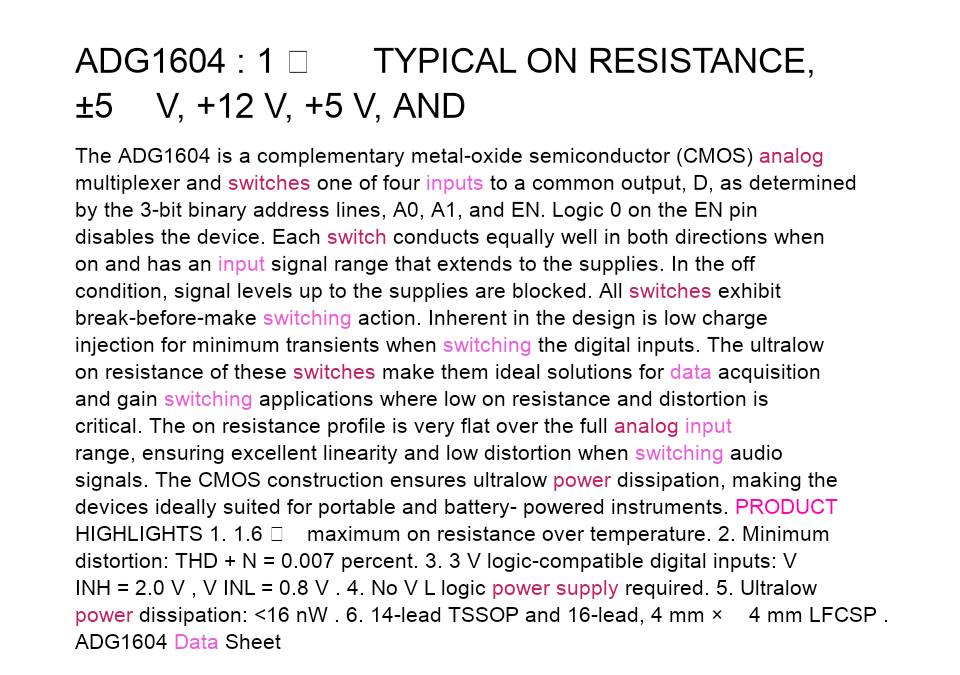 ADG1604 : 1 □ TYPICAL ON RESISTANCE,
±5 V, +12 V, +5 V, AND
The ADG1604 is a complementary metal-oxide semiconductor (CMOS) analog
multiplexer and switches one of four inputs to a common output, D, as determined
by the 3-bit binary address lines, A0, A1, and EN. Logic 0 on the EN pin
disables the device. Each switch conducts equally well in both directions when
on and has an input signal range that extends to the supplies. In the off
condition, signal levels up to the supplies are blocked. All switches exhibit
break-before-make switching action. Inherent in the design is low charge
injection for minimum transients when switching the digital inputs. The ultralow
on resistance of these switches make them ideal solutions for data acquisition
and gain switching applications where low on resistance and distortion is
critical. The on resistance profile is very flat over the full analog input
range, ensuring excellent linearity and low distortion when switching audio
signals. The CMOS construction ensures ultralow power dissipation, making the
devices ideally suited for portable and battery- powered instruments. PRODUCT
HIGHLIGHTS 1. 1.6 □ maximum on resistance over temperature. 2. Minimum
distortion: THD + N = 0.007 percent. 3. 3 V logic-compatible digital inputs: V
INH = 2.0 V , V INL = 0.8 V . 4. No V L logic power supply required. 5. Ultralow
power dissipation: <16 nW . 6. 14-lead TSSOP and 16-lead, 4 mm × 4 mm LFCSP .
ADG1604 Data Sheet